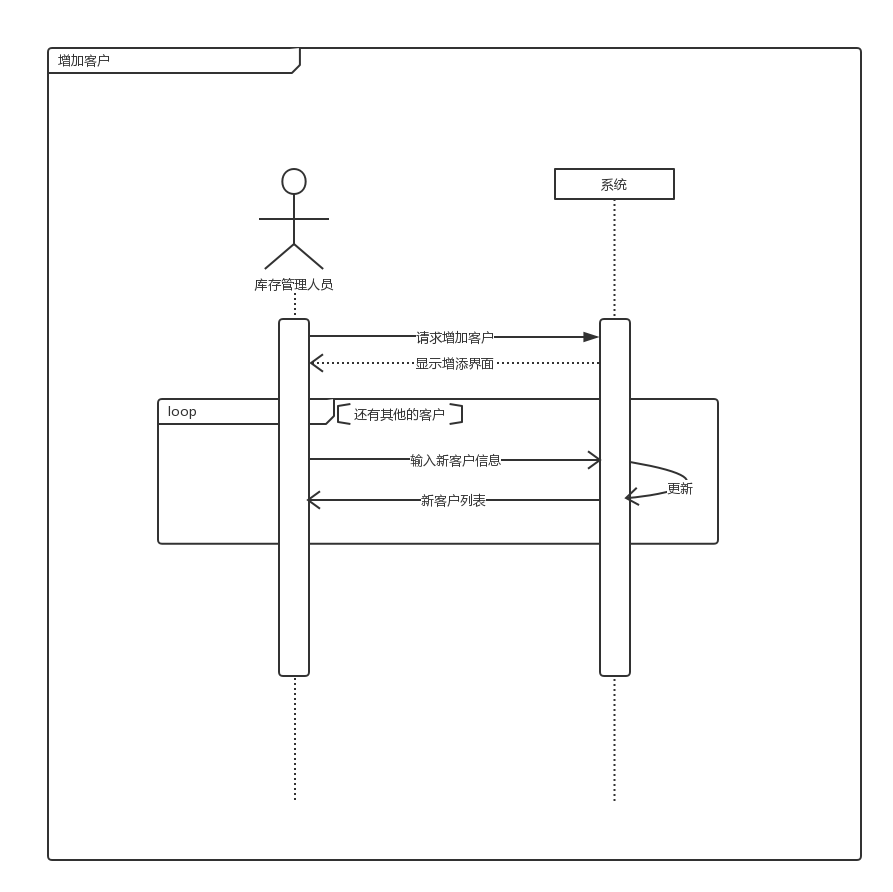 增加客户
系统
库存管理人员
请求增加客户
显示增添界面
loop
还有其他的客户
输入新客户信息
更新
新客户列表